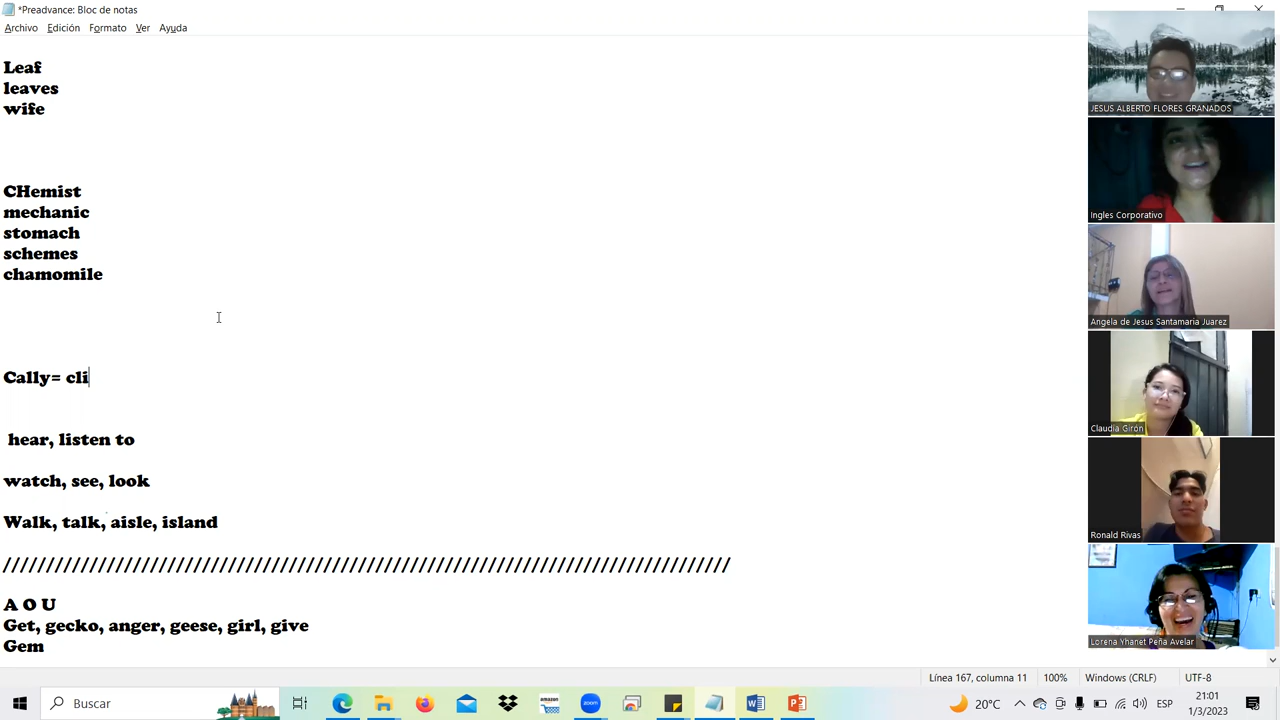 *Preadvance: Bloc de notas
Archivo Edición Formato Ver Ayuda
Leaf
leaves
wife
CHemist
mechanic
stomach
schemes
chamomile
Cally= cli
hear, listen to
watch, see, look
Walk, talk, aisle, island
////////////////////////////////////////////////////////////////////////////////////
A O U
Get, gecko, anger, geese, girl, give
Gem
JESUS ALBERTO FLORES GRANADOS
Ingles Corporativo
Angela de Jesus Santamaria Juarez
Claudia Girón
Ronald Rivas
Lorena Yhanet Peña Avelar
Línea 167, columna 11 100% Windows (CRLF) UTF-8
Buscar
amazon
zoom
20°C
ESP
21:01
1/3/2023